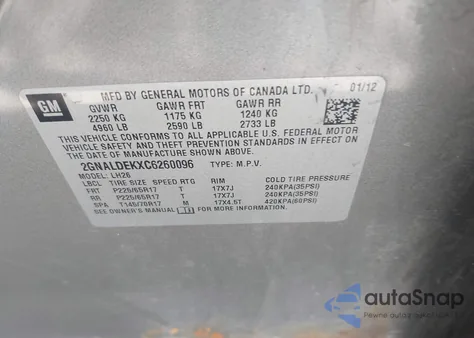 GM
MFD BY GENERAL MOTORS OF CANADA LTD. 01/12
GVWR GAWR FRT GAWR RR
2250 KG 1175 KG 1240 KG
4960 LB 2590 LB 2733 LB
THIS VEHICLE CONFORMS TO ALL APPLICABLE U.S. FEDERAL MOTOR
VEHICLE SAFETY AND THEFT PREVENTION STANDARDS IN EFFECT ON
THE DATE OF MANUFACTURE SHOWN ABOVE.
2GNALDEKXC6260096 TYPE: M.P.V.
MODEL: LH26
LBCL TIRE SIZE SPEED RTG RIM COLD TIRE PRESSURE
FRT P225/65R17 T 17X7J 240KPA(35PSI)
RR P225/65R17 T 17X7J 240KPA(35PSI)
SPA T145/70R17 M 17X4.5T 420KPA(60PSI)
SEE OWNER'S MANUAL FOR MORE INFORMATION.
autoSnap
Pewne auto